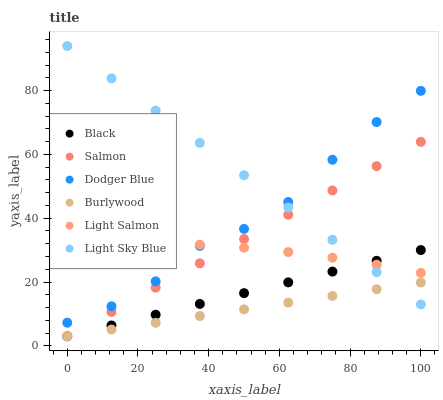 title
yaxis_label
80
60
40
20
0
Black
Salmon
Dodger Blue
Burlywood
Light Salmon
Light Sky Blue
0
20
40
60
80
100
xaxis_label